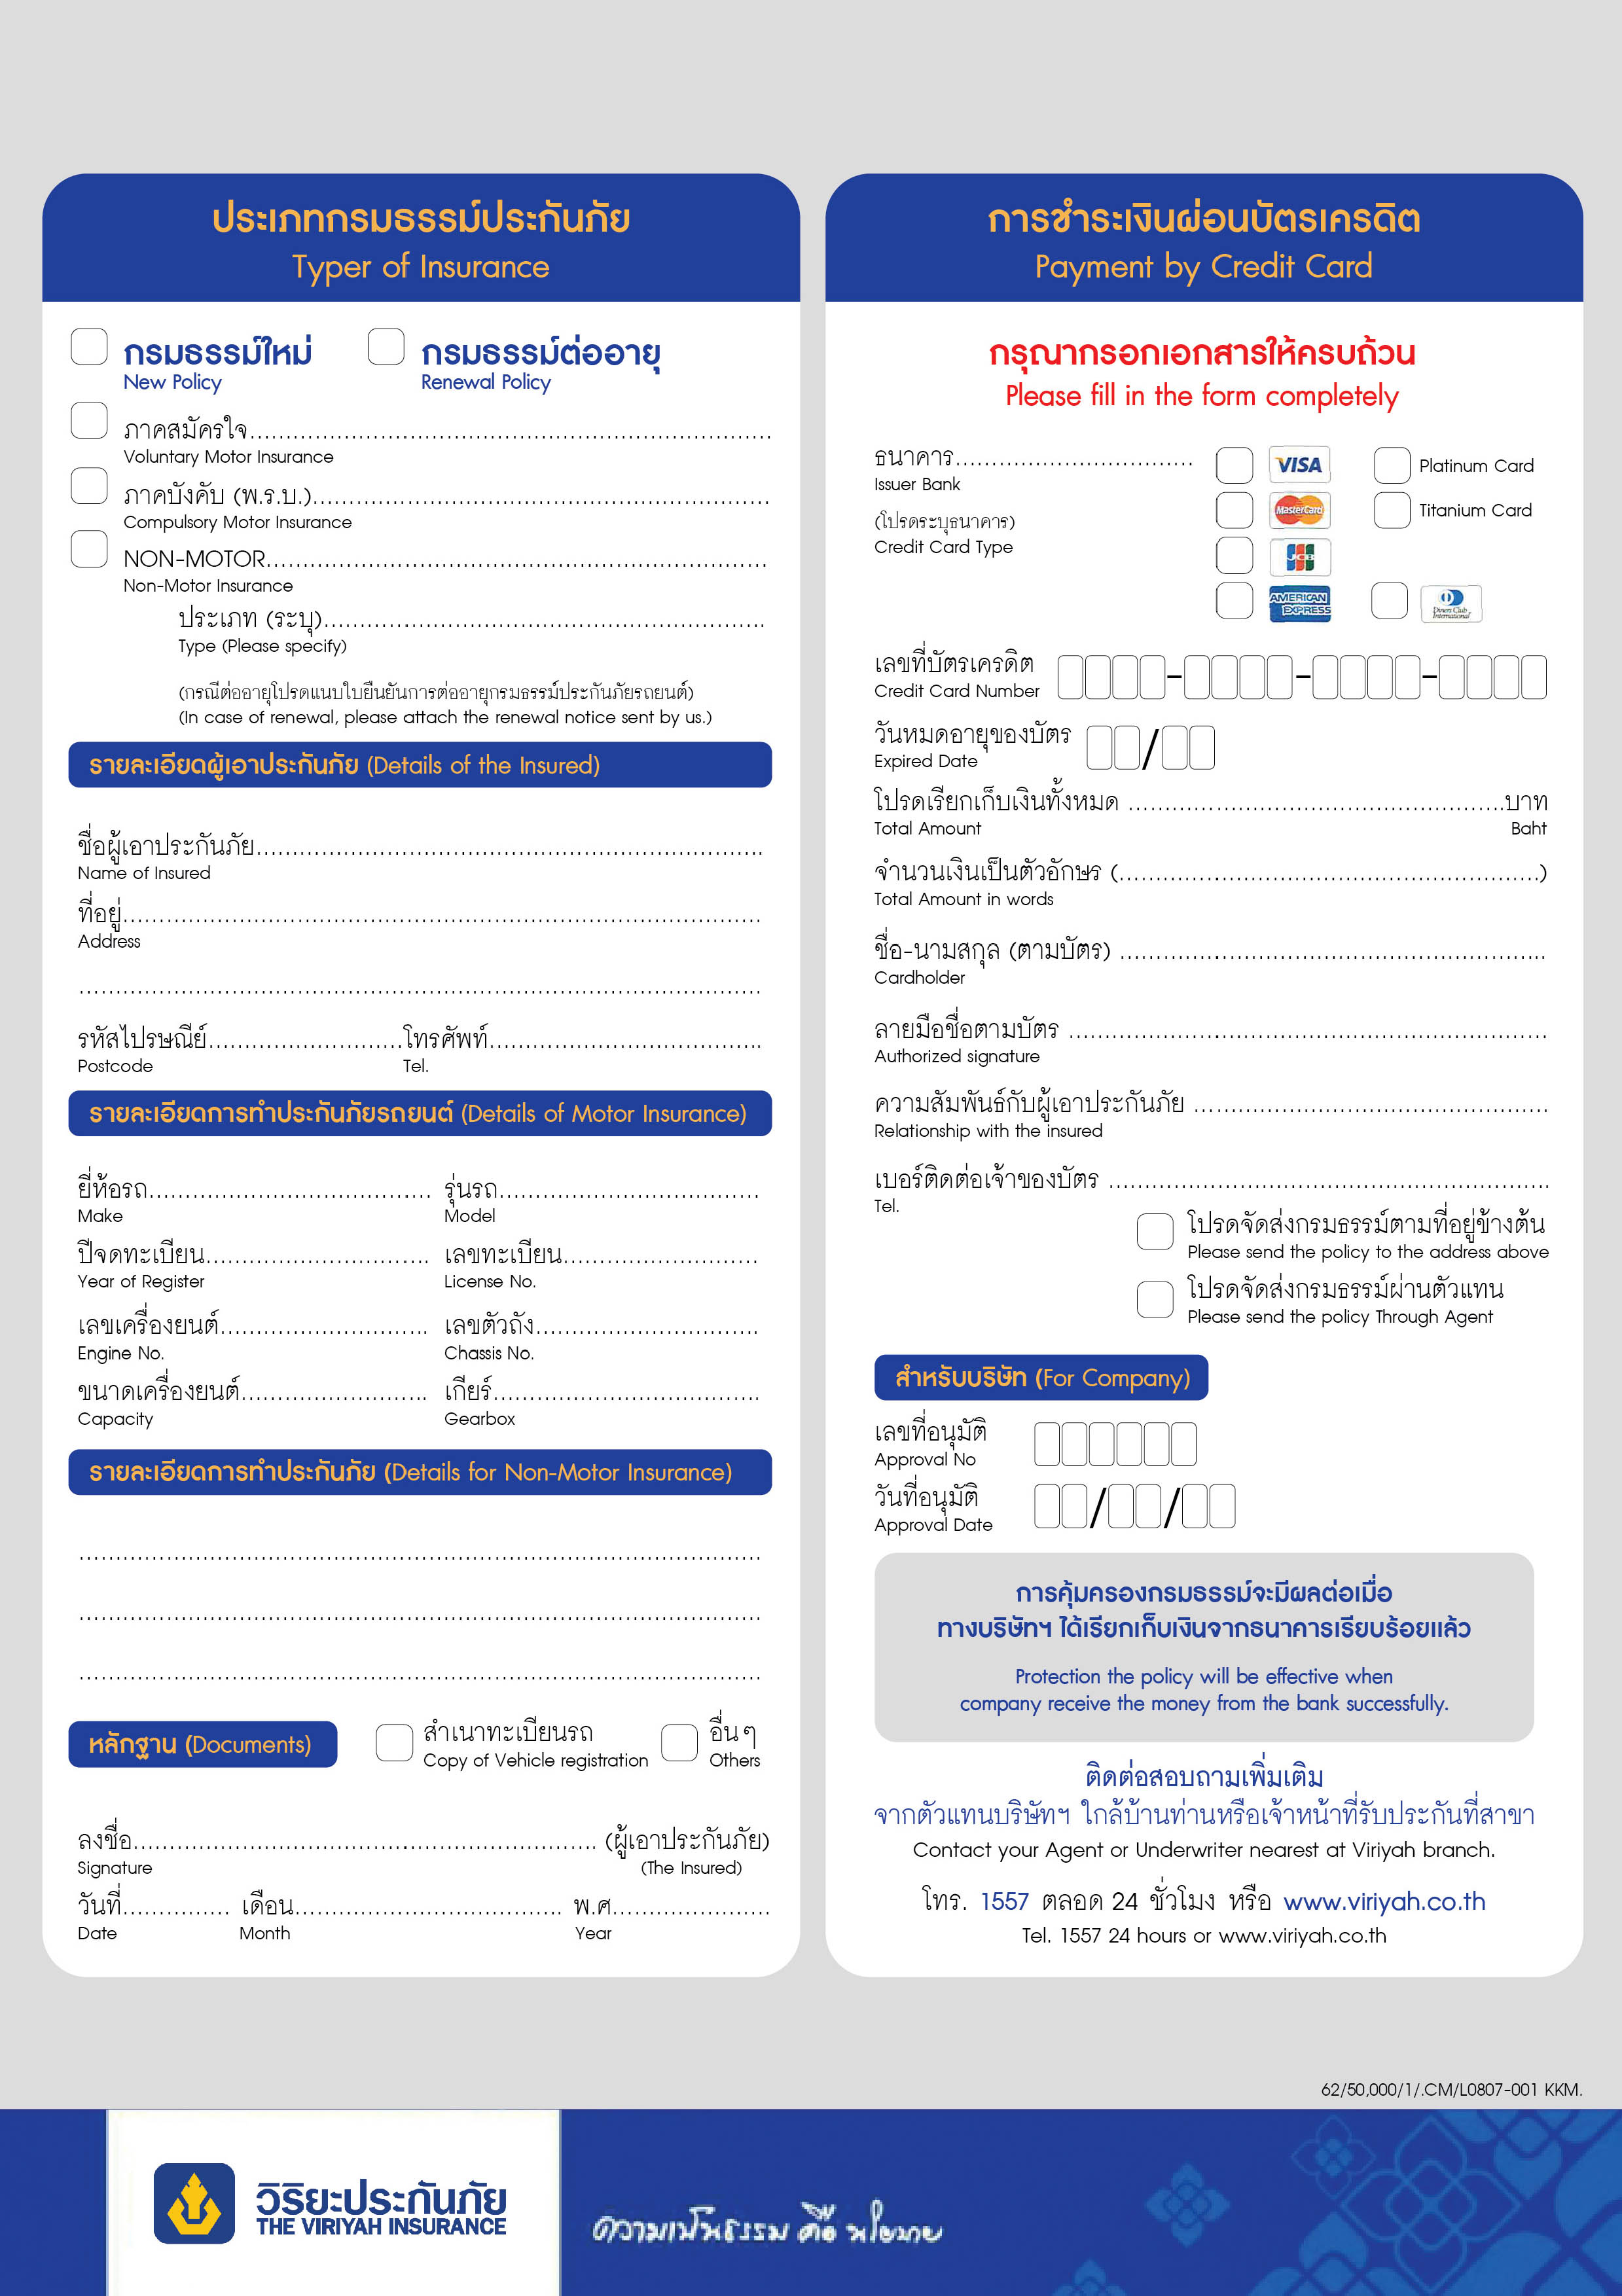 ประเภทกรมธรรม์ประกันภัย
Typer of Insurance
กรมธรรม์ใหม่ กรมธรรม์ต่ออายุ
New Policy Renewal Policy
ภาคสมัครใจ
Voluntary Motor Insurance
ภาคบังคับ (พ.ร.บ.)
Compulsory Motor Insurance
NON-MOTOR
Non-Motor Insurance
ประเภท (ระบุ)
Type (Please specify)
(กรณีต่ออายุโปรดแนบใบยืนยันการต่ออายุกรมธรรม์ประกันภัยรถยนต์)
(In case of renewal, please attach the renewal notice sent by us.)
รายละเอียดผู้เอาประกันภัย (Details of the Insured)
ชื่อผู้เอาประกันภัย
Name of Insured
ที่อยู่
Address
รหัสไปรษณีย์ โทรศัพท์
Postcode Tel.
รายละเอียดการทำประกันภัยรถยนต์ (Details of Motor Insurance)
ยี่ห้อรถ รุ่นรถ
Make Model
ปีจดทะเบียน เลขทะเบียน
Year of Register License No.
เลขเครื่องยนต์ เลขตัวถัง
Engine No. Chassis No.
ขนาดเครื่องยนต์ เกียร์
Capacity Gearbox
รายละเอียดการทำประกันภัย (Details for Non-Motor Insurance)
หลักฐาน (Documents) สำเนาทะเบียนรถ อื่นๆ
Copy of Vehicle registration Others
ลงชื่อ (ผู้เอาประกันภัย)
Signature (The Insured)
วันที่ เดือน พ.ศ.
Date Month Year
การชำระเงินผ่อนบัตรเครดิต
Payment by Credit Card
กรุณากรอกเอกสารให้ครบถ้วน
Please fill in the form completely
ธนาคาร VISA Platinum Card
Issuer Bank
(โปรดระบุธนาคาร) MasterCard Titanium Card
Credit Card Type JCB
AMERICAN EXPRESS Diners Club International
เลขที่บัตรเครดิต
Credit Card Number
วันหมดอายุของบัตร /
Expired Date
โปรดเรียกเก็บเงินทั้งหมด บาท
Total Amount Baht
จำนวนเงินเป็นตัวอักษร ( )
Total Amount in words
ชื่อ-นามสกุล (ตามบัตร)
Cardholder
ลายมือชื่อตามบัตร
Authorized signature
ความสัมพันธ์กับผู้เอาประกันภัย
Relationship with the insured
เบอร์ติดต่อเจ้าของบัตร
Tel.
โปรดจัดส่งกรมธรรม์ตามที่อยู่ข้างต้น
Please send the policy to the address above
โปรดจัดส่งกรมธรรม์ผ่านตัวแทน
Please send the policy Through Agent
สำหรับบริษัท (For Company)
เลขที่อนุมัติ
Approval No
วันที่อนุมัติ / /
Approval Date
การคุ้มครองกรมธรรม์จะมีผลต่อเมื่อ
ทางบริษัทฯ ได้เรียกเก็บเงินจากธนาคารเรียบร้อยแล้ว
Protection the policy will be effective when
company receive the money from the bank successfully.
ติดต่อสอบถามเพิ่มเติม
จากตัวแทนบริษัทฯ ใกล้บ้านท่านหรือเจ้าหน้าที่รับประกันที่สาขา
Contact your Agent or Underwriter nearest at Viriyah branch.
โทร. 1557 ตลอด 24 ชั่วโมง หรือ www.viriyah.co.th
Tel. 1557 24 hours or www.viriyah.co.th
62/50,000/1/.CM/L0807-001 KKM.
วิริยะประกันภัย
THE VIRIYAH INSURANCE
ความเป็นธรรม คือ นโยบาย